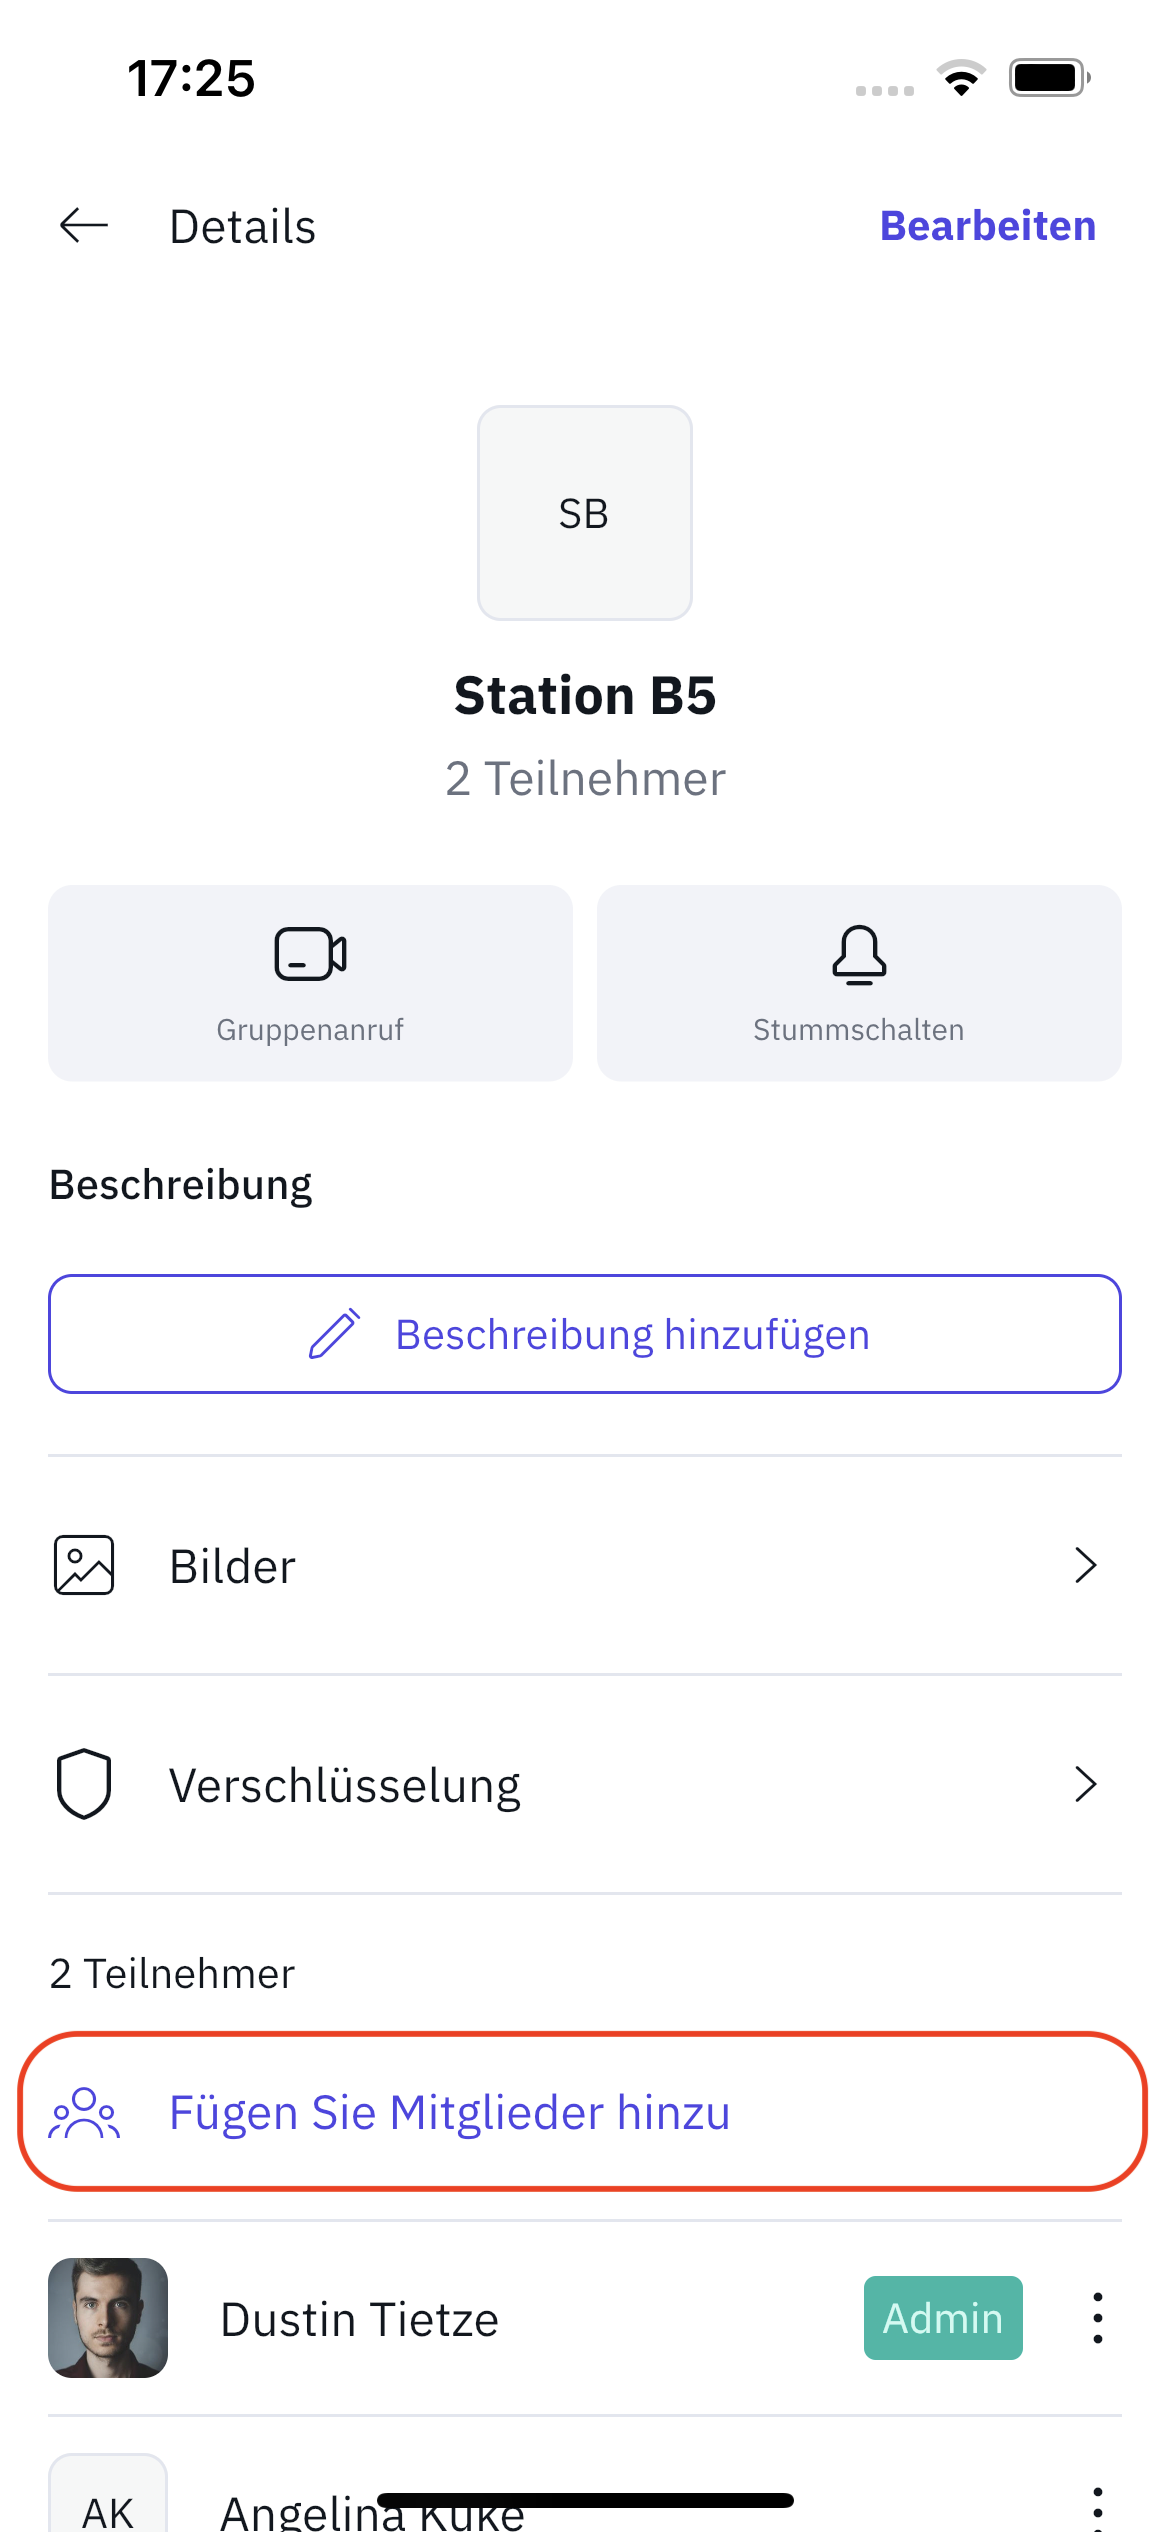 17:25
Details
Bearbeiten
SB
Station B5
2 Teilnehmer
Gruppenanruf
Stummschalten
Beschreibung
Beschreibung hinzufügen
Bilder
Verschlüsselung
2 Teilnehmer
Fügen Sie Mitglieder hinzu
Dustin Tietze
Admin
AK
Angelina Kuke